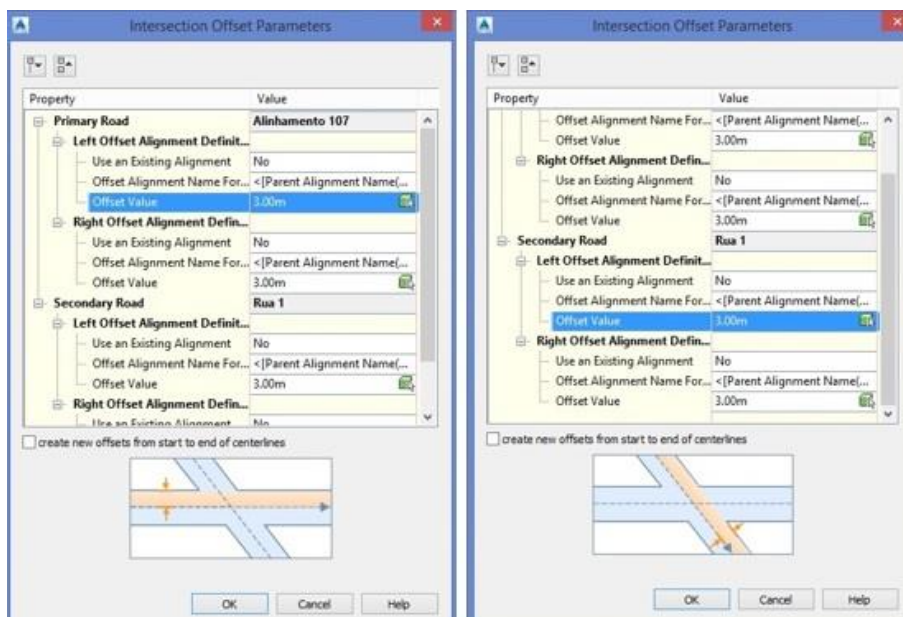 Intersection Offset Parameters
Property Value
Primary Road Alinhamento 107
Left Offset Alignment Definit...
Use an Existing Alignment No
Offset Alignment Name For... <[Parent Alignment Name(...
Offset Value 3.00m
Right Offset Alignment Defin...
Use an Existing Alignment No
Offset Alignment Name For... <[Parent Alignment Name(...
Offset Value 3.00m
Secondary Road Rua 1
Left Offset Alignment Definit...
Use an Existing Alignment No
Offset Alignment Name For... <[Parent Alignment Name(...
Offset Value 3.00m
Right Offset Alignment Defin...
Use an Existing Alignment No
create new offsets from start to end of centerlines
OK Cancel Help
Intersection Offset Parameters
Property Value
Offset Alignment Name For... <[Parent Alignment Name(...
Offset Value 3.00m
Right Offset Alignment Defin...
Use an Existing Alignment No
Offset Alignment Name For... <[Parent Alignment Name(...
Offset Value 3.00m
Secondary Road Rua 1
Left Offset Alignment Definit...
Use an Existing Alignment No
Offset Alignment Name For... <[Parent Alignment Name(...
Offset Value 3.00m
Right Offset Alignment Defin...
Use an Existing Alignment No
Offset Alignment Name For... <[Parent Alignment Name(...
Offset Value 3.00m
create new offsets from start to end of centerlines
OK Cancel Help